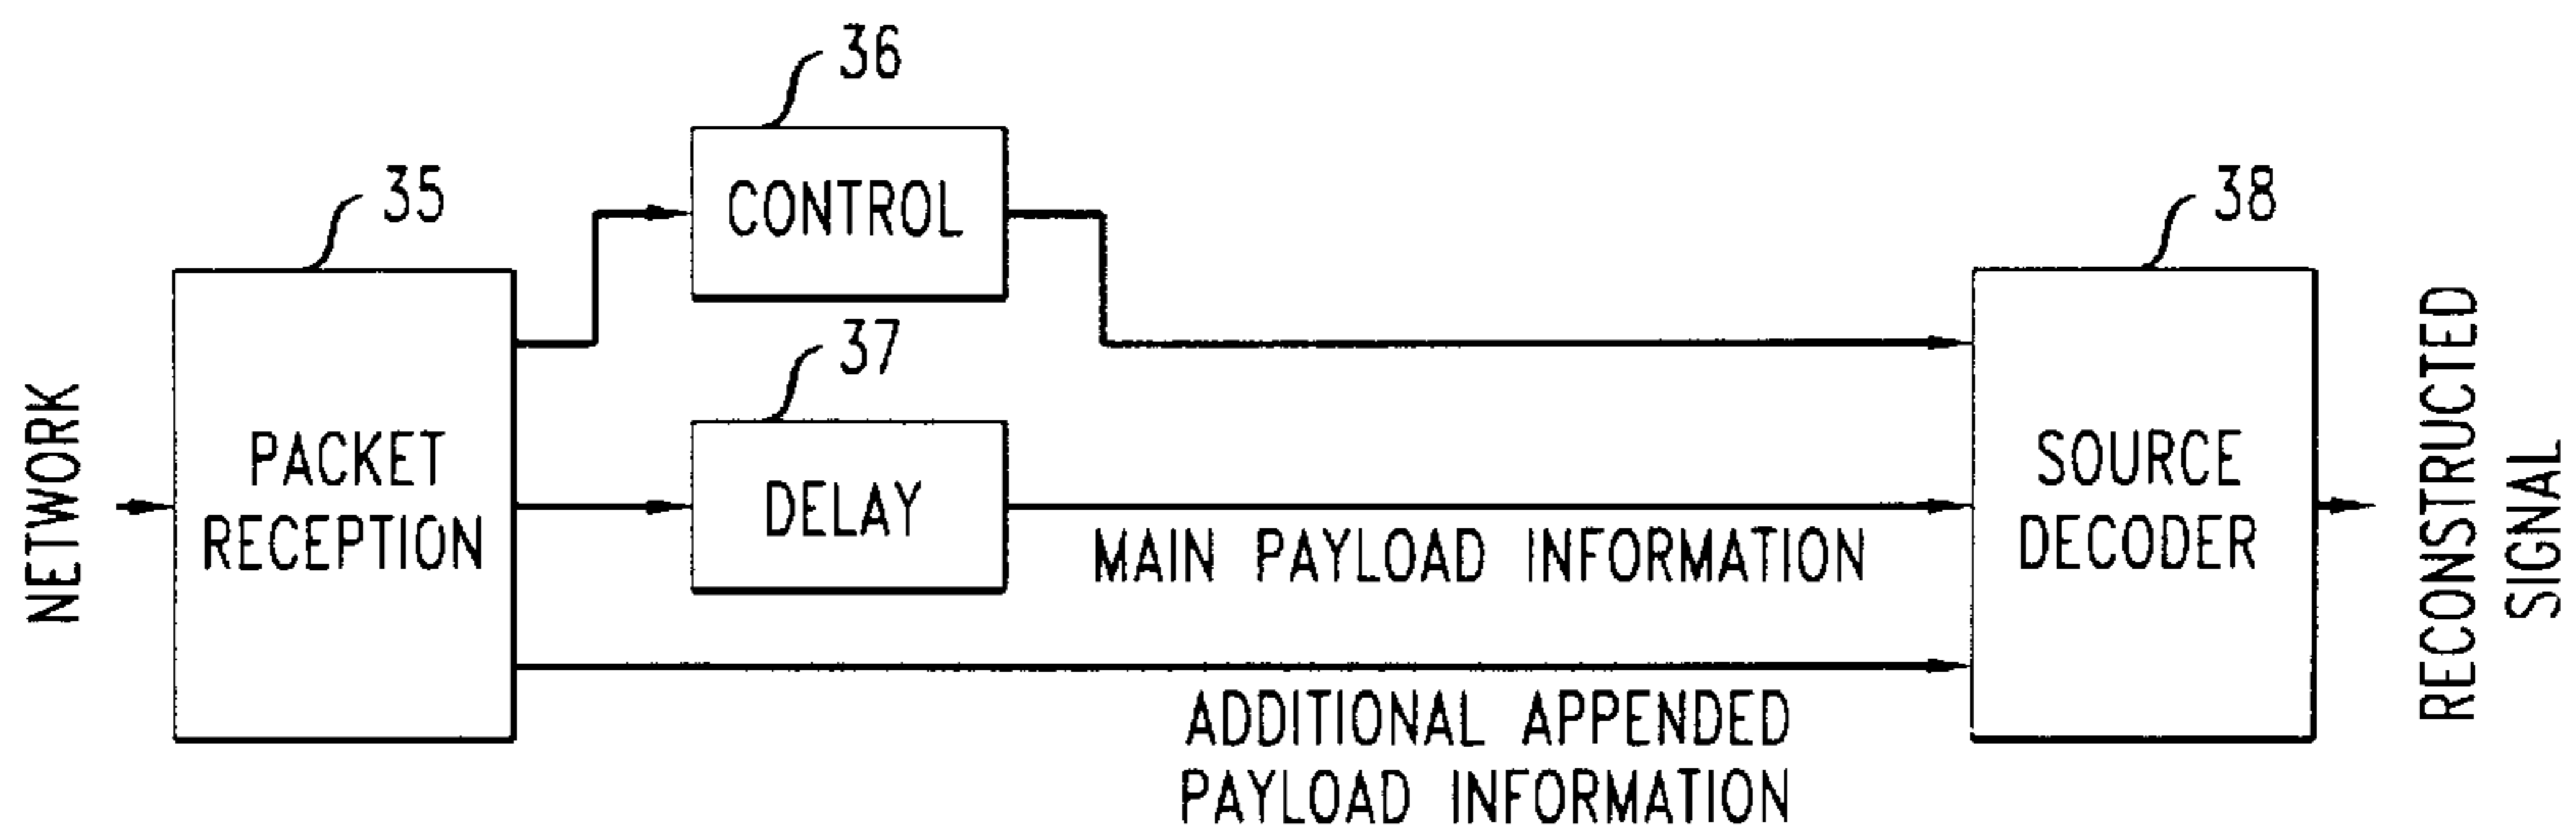 36
CONTROL
35
38
37
NETWORK
PACKET
RECEPTION
DELAY
MAIN PAYLOAD INFORMATION
SOURCE
DECODER
RECONSTRUCTED
SIGNAL
ADDITIONAL APPENDED
PAYLOAD INFORMATION